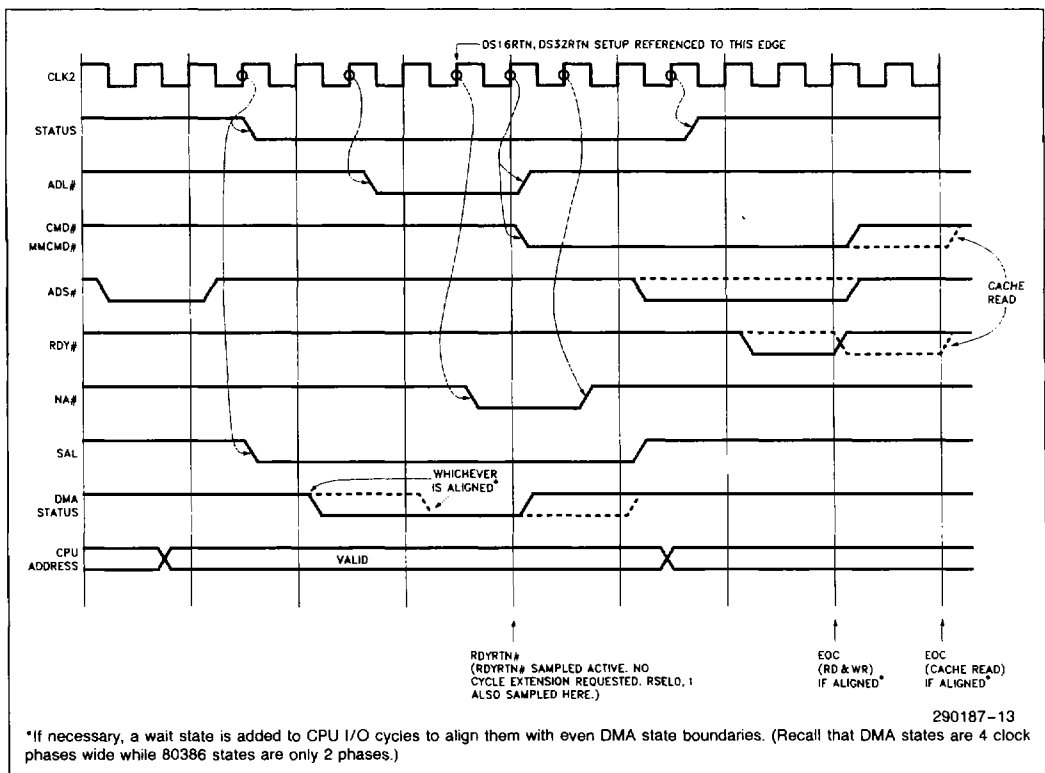 DS16RTN, DS32RTN SETUP REFERENCED TO THIS EDGE
CLK2
STATUS
ADL#
CMD#
MMCMD#
ADS#
CACHE
READ
RDY#
NA#
SAL
WHICHEVER
IS ALIGNED*
DMA
STATUS
CPU
ADDRESS
VALID
RDYRTN#
(RDYRTN# SAMPLED ACTIVE. NO
CYCLE EXTENSION REQUESTED. RSEL0, 1
ALSO SAMPLED HERE.)
EOC
(RD & WR)
IF ALIGNED*
EOC
(CACHE READ)
IF ALIGNED*
290187-13
*If necessary, a wait state is added to CPU I/O cycles to align them with even DMA state boundaries. (Recall that DMA states are 4 clock
phases wide while 80386 states are only 2 phases.)